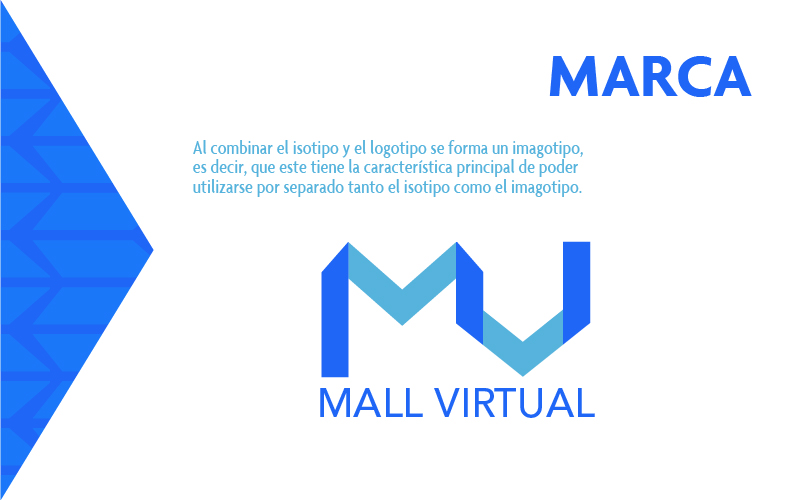 MARCA
Al combinar el isotipo y el logotipo se forma un imagotipo,
es decir, que este tiene la característica principal de poder
utilizarse por separado tanto el isotipo como el imagotipo.
MV
MALL VIRTUAL